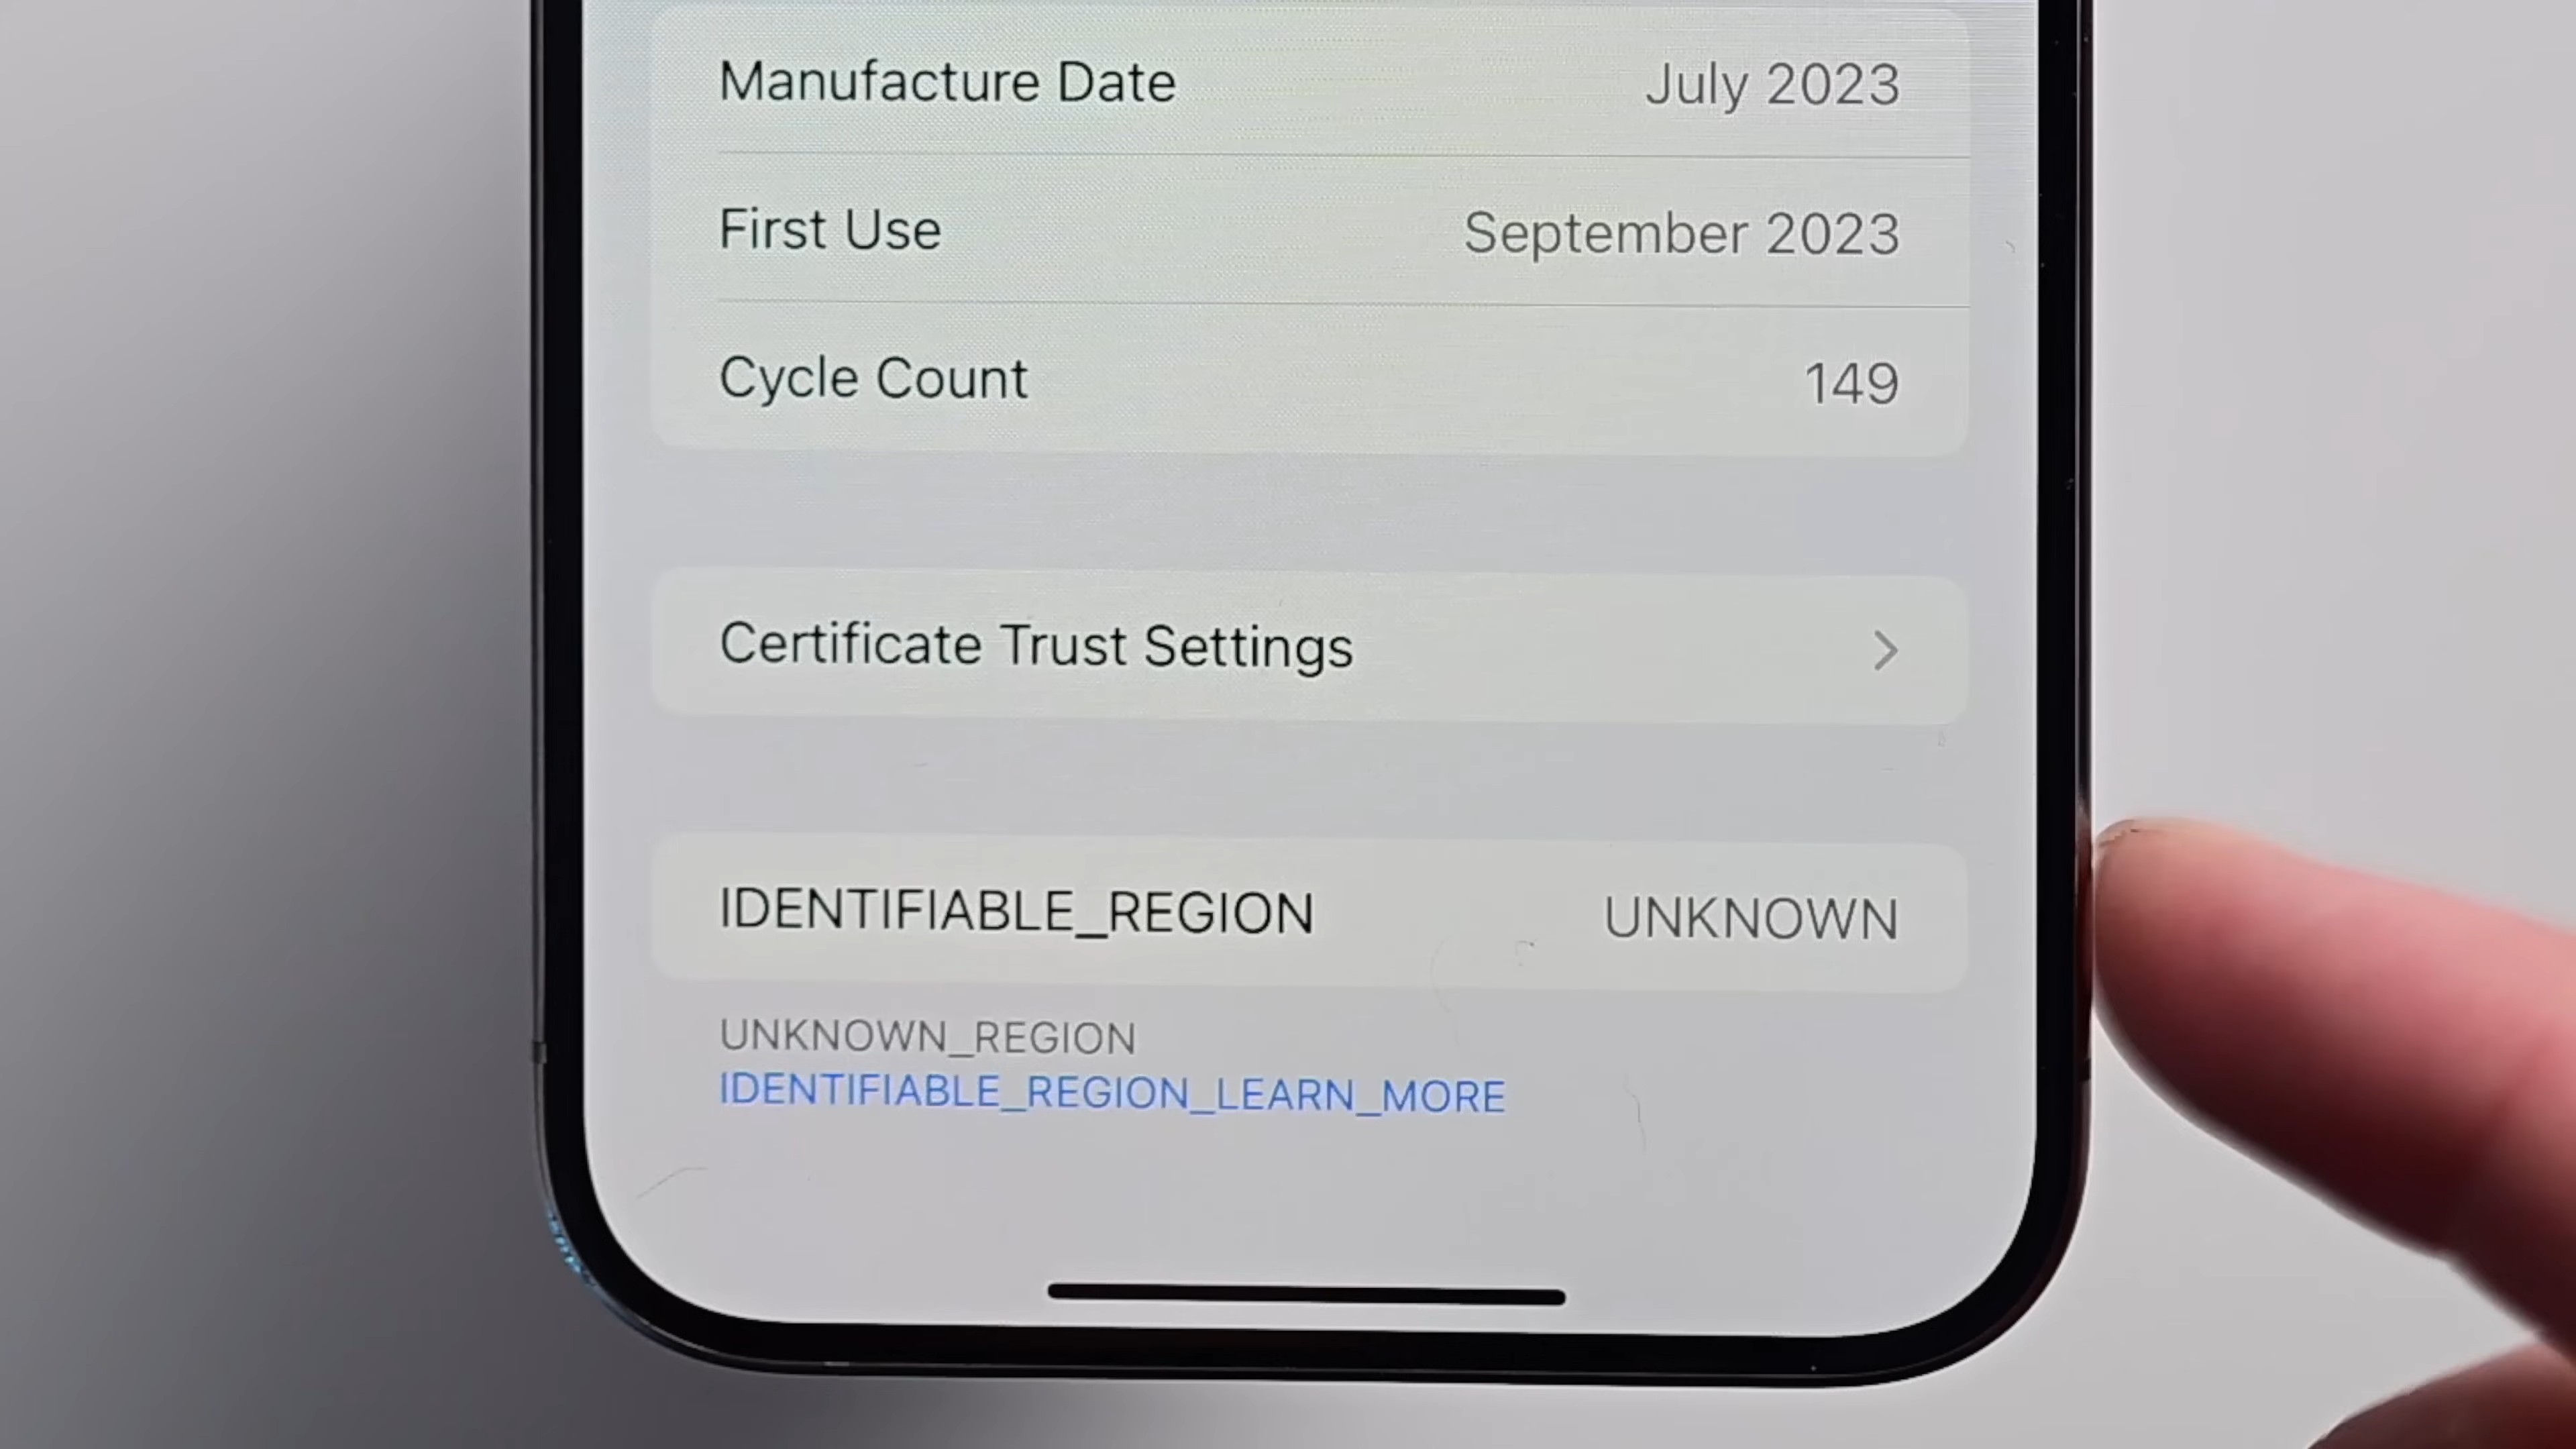 Manufacture Date July 2023
First Use September 2023
Cycle Count 149
Certificate Trust Settings
IDENTIFIABLE_REGION UNKNOWN
UNKNOWN_REGION
IDENTIFIABLE_REGION_LEARN_MORE